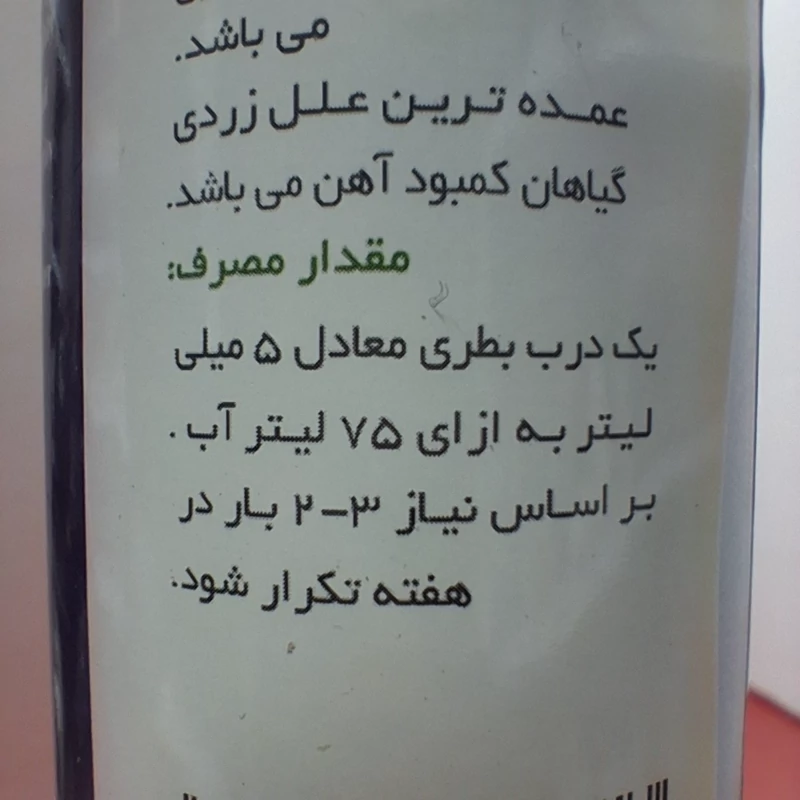 می باشد.
عمده ترین علل زردی
گیاهان کمبود آهن می باشد.
مقدار مصرف:
یک درب بطری معادل ۵ میلی
لیتر به ازای ۷۵ لیتر آب.
بر اساس نیاز ۳-۲ بار در
هفته تکرار شود.